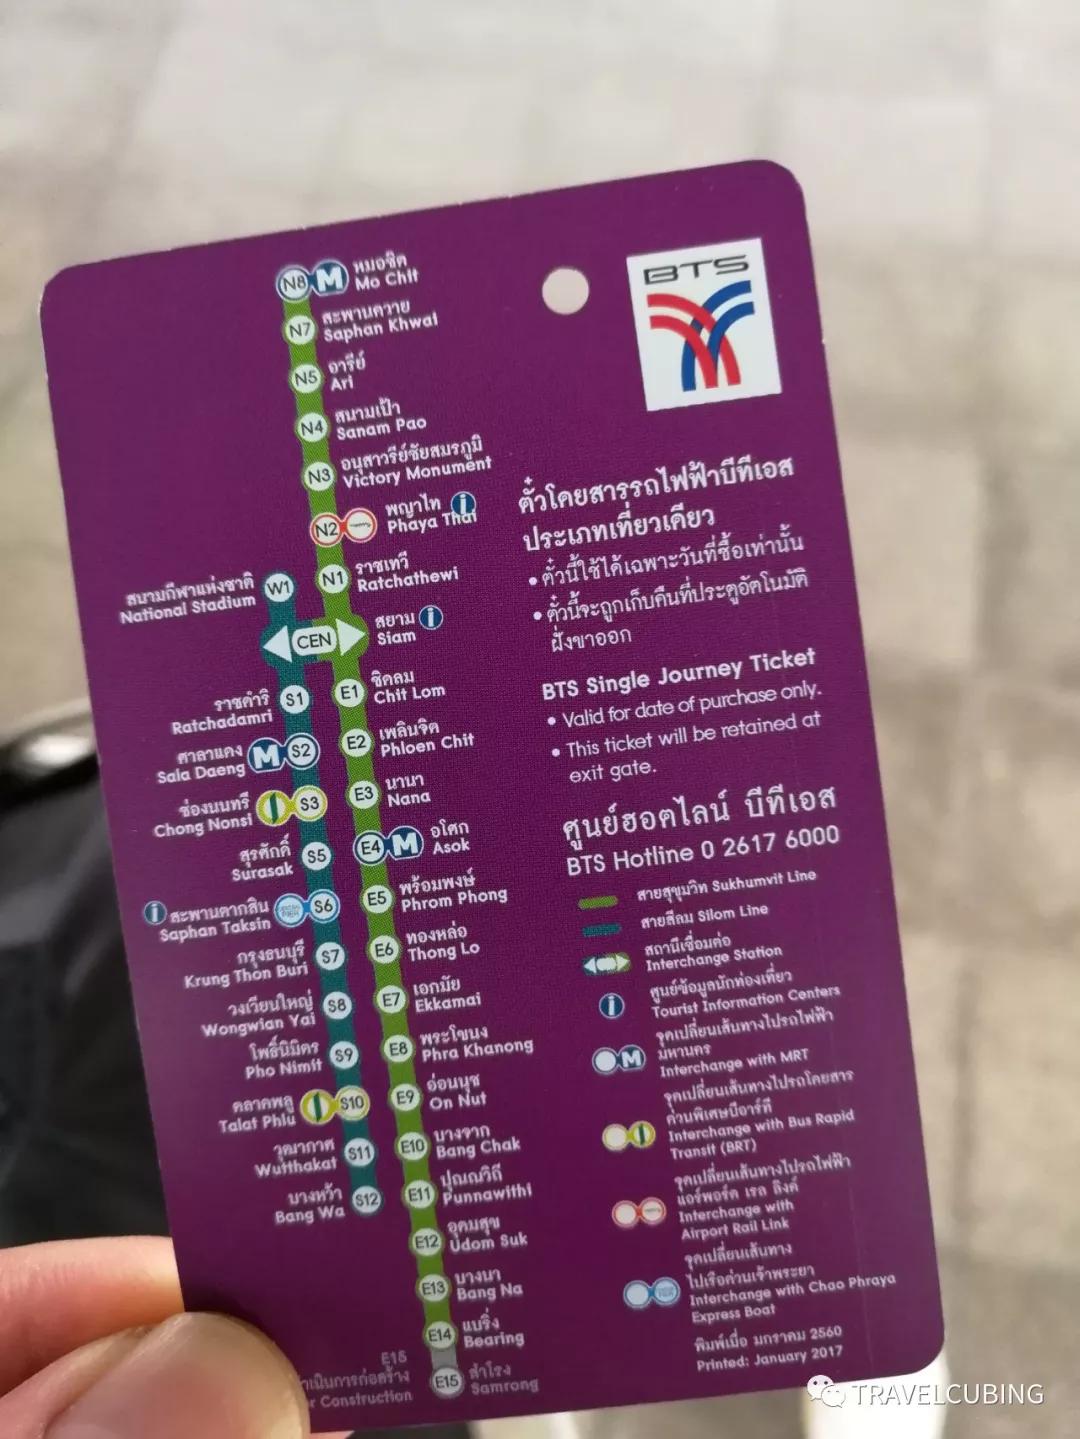 BTS
N8 M หมอชิต
Mo Chit
N7 สะพานควาย
Saphan Khwai
N5 อารีย์
Ari
N4 สนามเป้า
Sanam Pao
N3 อนุสาวรีย์ชัยสมรภูมิ
Victory Monument
N2 พญาไท i
Phaya Thai
N1 ราชเทวี
Ratchathewi
สนามกีฬาแห่งชาติ W1
National Stadium
CEN สยาม i
Siam
E1 ชิดลม
Chit Lom
E2 เพลินจิต
Phloen Chit
E3 นานา
Nana
E4 M อโศก
Asok
E5 พร้อมพงษ์
Phrom Phong
E6 ทองหล่อ
Thong Lo
E7 เอกมัย
Ekkamai
E8 พระโขนง
Phra Khanong
E9 อ่อนนุช
On Nut
E10 บางจาก
Bang Chak
E11 ปุณณวิถี
Punnawithi
E12 อุดมสุข
Udom Suk
E13 บางนา
Bang Na
E14 แบริ่ง
Bearing
E15 สำโรง
Samrong
E15
เนินการก่อสร้าง
r Construction
ราชดำริ S1
Ratchadamri
ศาลาแดง M S2
Sala Daeng
ช่องนนทรี S3
Chong Nonsi
สุรศักดิ์ S5
Surasak
i สะพานตากสิน S6
Saphan Taksin
กรุงธนบุรี S7
Krung Thon Buri
วงเวียนใหญ่ S8
Wongwian Yai
โพธิ์นิมิตร S9
Pho Nimit
ตลาดพลู S10
Talat Phlu
วุฒากาศ S11
Wutthakat
บางหว้า S12
Bang Wa
ตั๋วโดยสารรถไฟฟ้าบีทีเอส
ประเภทเที่ยวเดียว
• ตั๋วนี้ใช้ได้เฉพาะวันที่ซื้อเท่านั้น
• ตั๋วนี้จะถูกเก็บคืนที่ประตูอัตโนมัติ
ฝั่งขาออก
BTS Single Journey Ticket
• Valid for date of purchase only.
• This ticket will be retained at
exit gate.
ศูนย์ฮอตไลน์ บีทีเอส
BTS Hotline 0 2617 6000
สายสุขุมวิท Sukhumvit Line
สายสีลม Silom Line
สถานีเชื่อมต่อ
Interchange Station
i ศูนย์ข้อมูลนักท่องเที่ยว
Tourist Information Centers
จุดเปลี่ยนเส้นทางไปรถไฟฟ้า
M มหานคร
Interchange with MRT
จุดเปลี่ยนเส้นทางไปรถโดยสาร
ด่วนพิเศษบีอาร์ที
Interchange with Bus Rapid
Transit (BRT)
จุดเปลี่ยนเส้นทางไปรถไฟฟ้า
แอร์พอร์ต เรล ลิงก์
Interchange with
Airport Rail Link
จุดเปลี่ยนเส้นทาง
ไปเรือด่วนเจ้าพระยา
Interchange with Chao Phraya
Express Boat
พิมพ์เมื่อ มกราคม 2560
Printed: January 2017
TRAVELCUBING